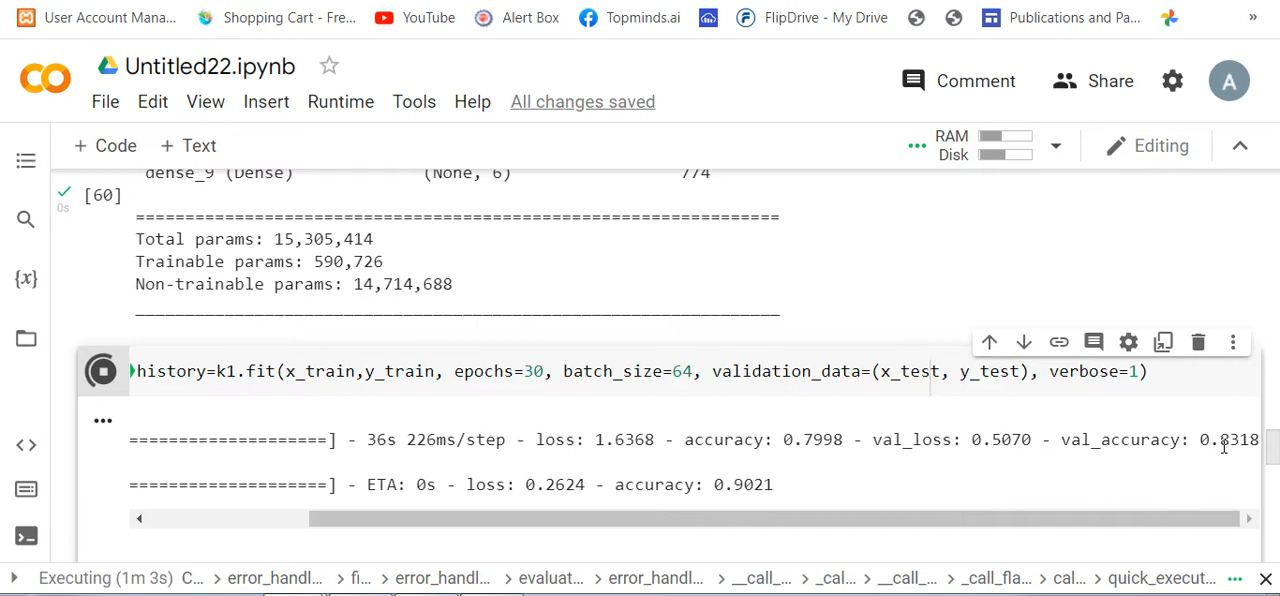 User Account Mana... Shopping Cart - Fre... YouTube Alert Box Topminds.ai FlipDrive - My Drive Publications and Pa... »
CO Untitled22.ipynb
Comment Share A
File Edit View Insert Runtime Tools Help All changes saved
+ Code + Text RAM Disk Editing
dense_9 (Dense) (None, 6) 774
[60]
0s
=================================================================
Total params: 15,305,414
Trainable params: 590,726
Non-trainable params: 14,714,688
_________________________________________________________________
history=k1.fit(x_train,y_train, epochs=30, batch_size=64, validation_data=(x_test, y_test), verbose=1)
====================] - 36s 226ms/step - loss: 1.6368 - accuracy: 0.7998 - val_loss: 0.5070 - val_accuracy: 0.8318
====================] - ETA: 0s - loss: 0.2624 - accuracy: 0.9021
Executing (1m 3s) C... > error_handl... > fi... > error_handl... > evaluat... > error_handl... > __call_... > _cal... > __call_... > _call_fla... > cal... > quick_execut...